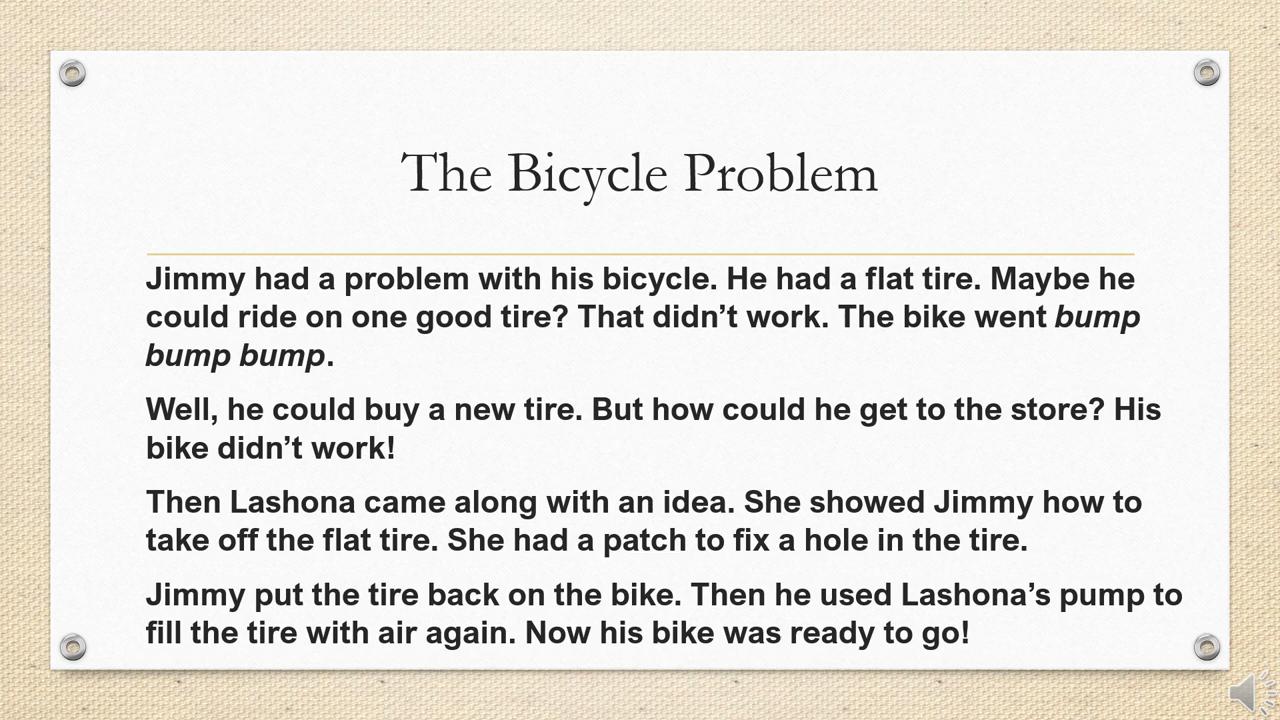 The Bicycle Problem
Jimmy had a problem with his bicycle. He had a flat tire. Maybe he
could ride on one good tire? That didn’t work. The bike went bump
bump bump.
Well, he could buy a new tire. But how could he get to the store? His
bike didn’t work!
Then Lashona came along with an idea. She showed Jimmy how to
take off the flat tire. She had a patch to fix a hole in the tire.
Jimmy put the tire back on the bike. Then he used Lashona’s pump to
fill the tire with air again. Now his bike was ready to go!